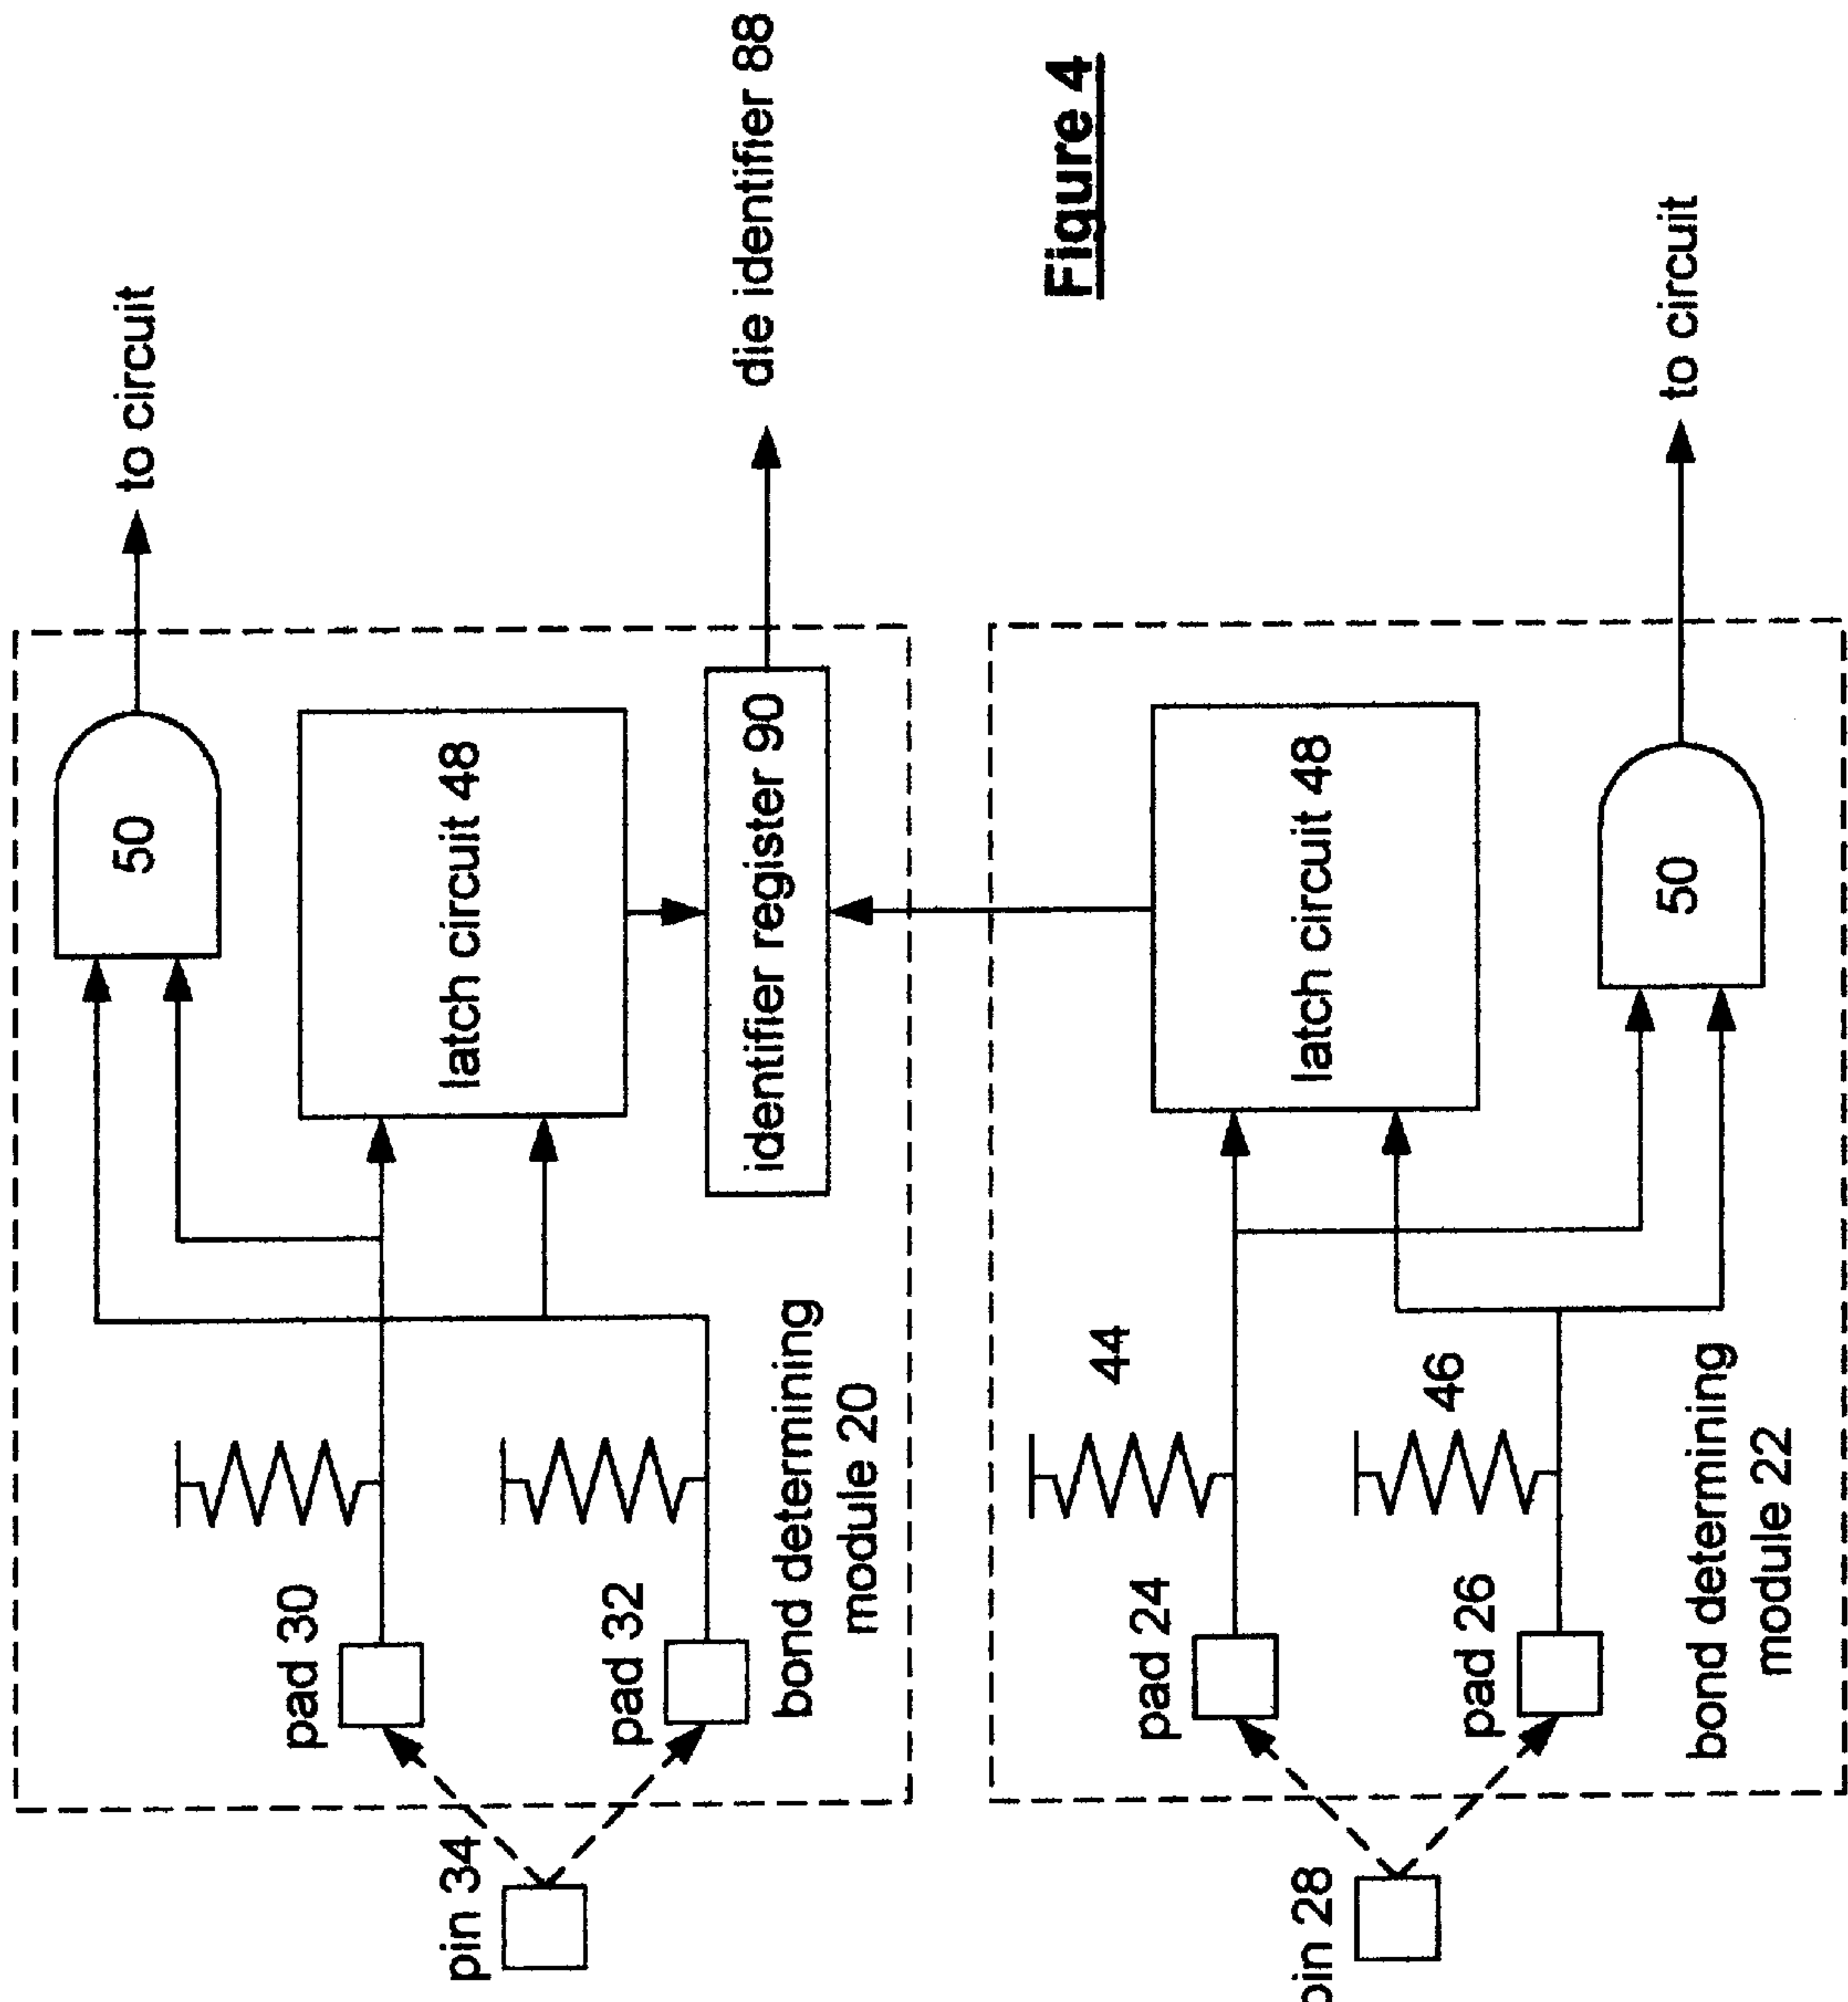 to circuit
50
latch circuit 48
identifier register 90
die identifier 88
pad 30
pad 32
pin 34
bond determining
module 20
Figure 4
44
latch circuit 48
pad 24
46
pad 26
pin 28
50
to circuit
bond determining
module 22